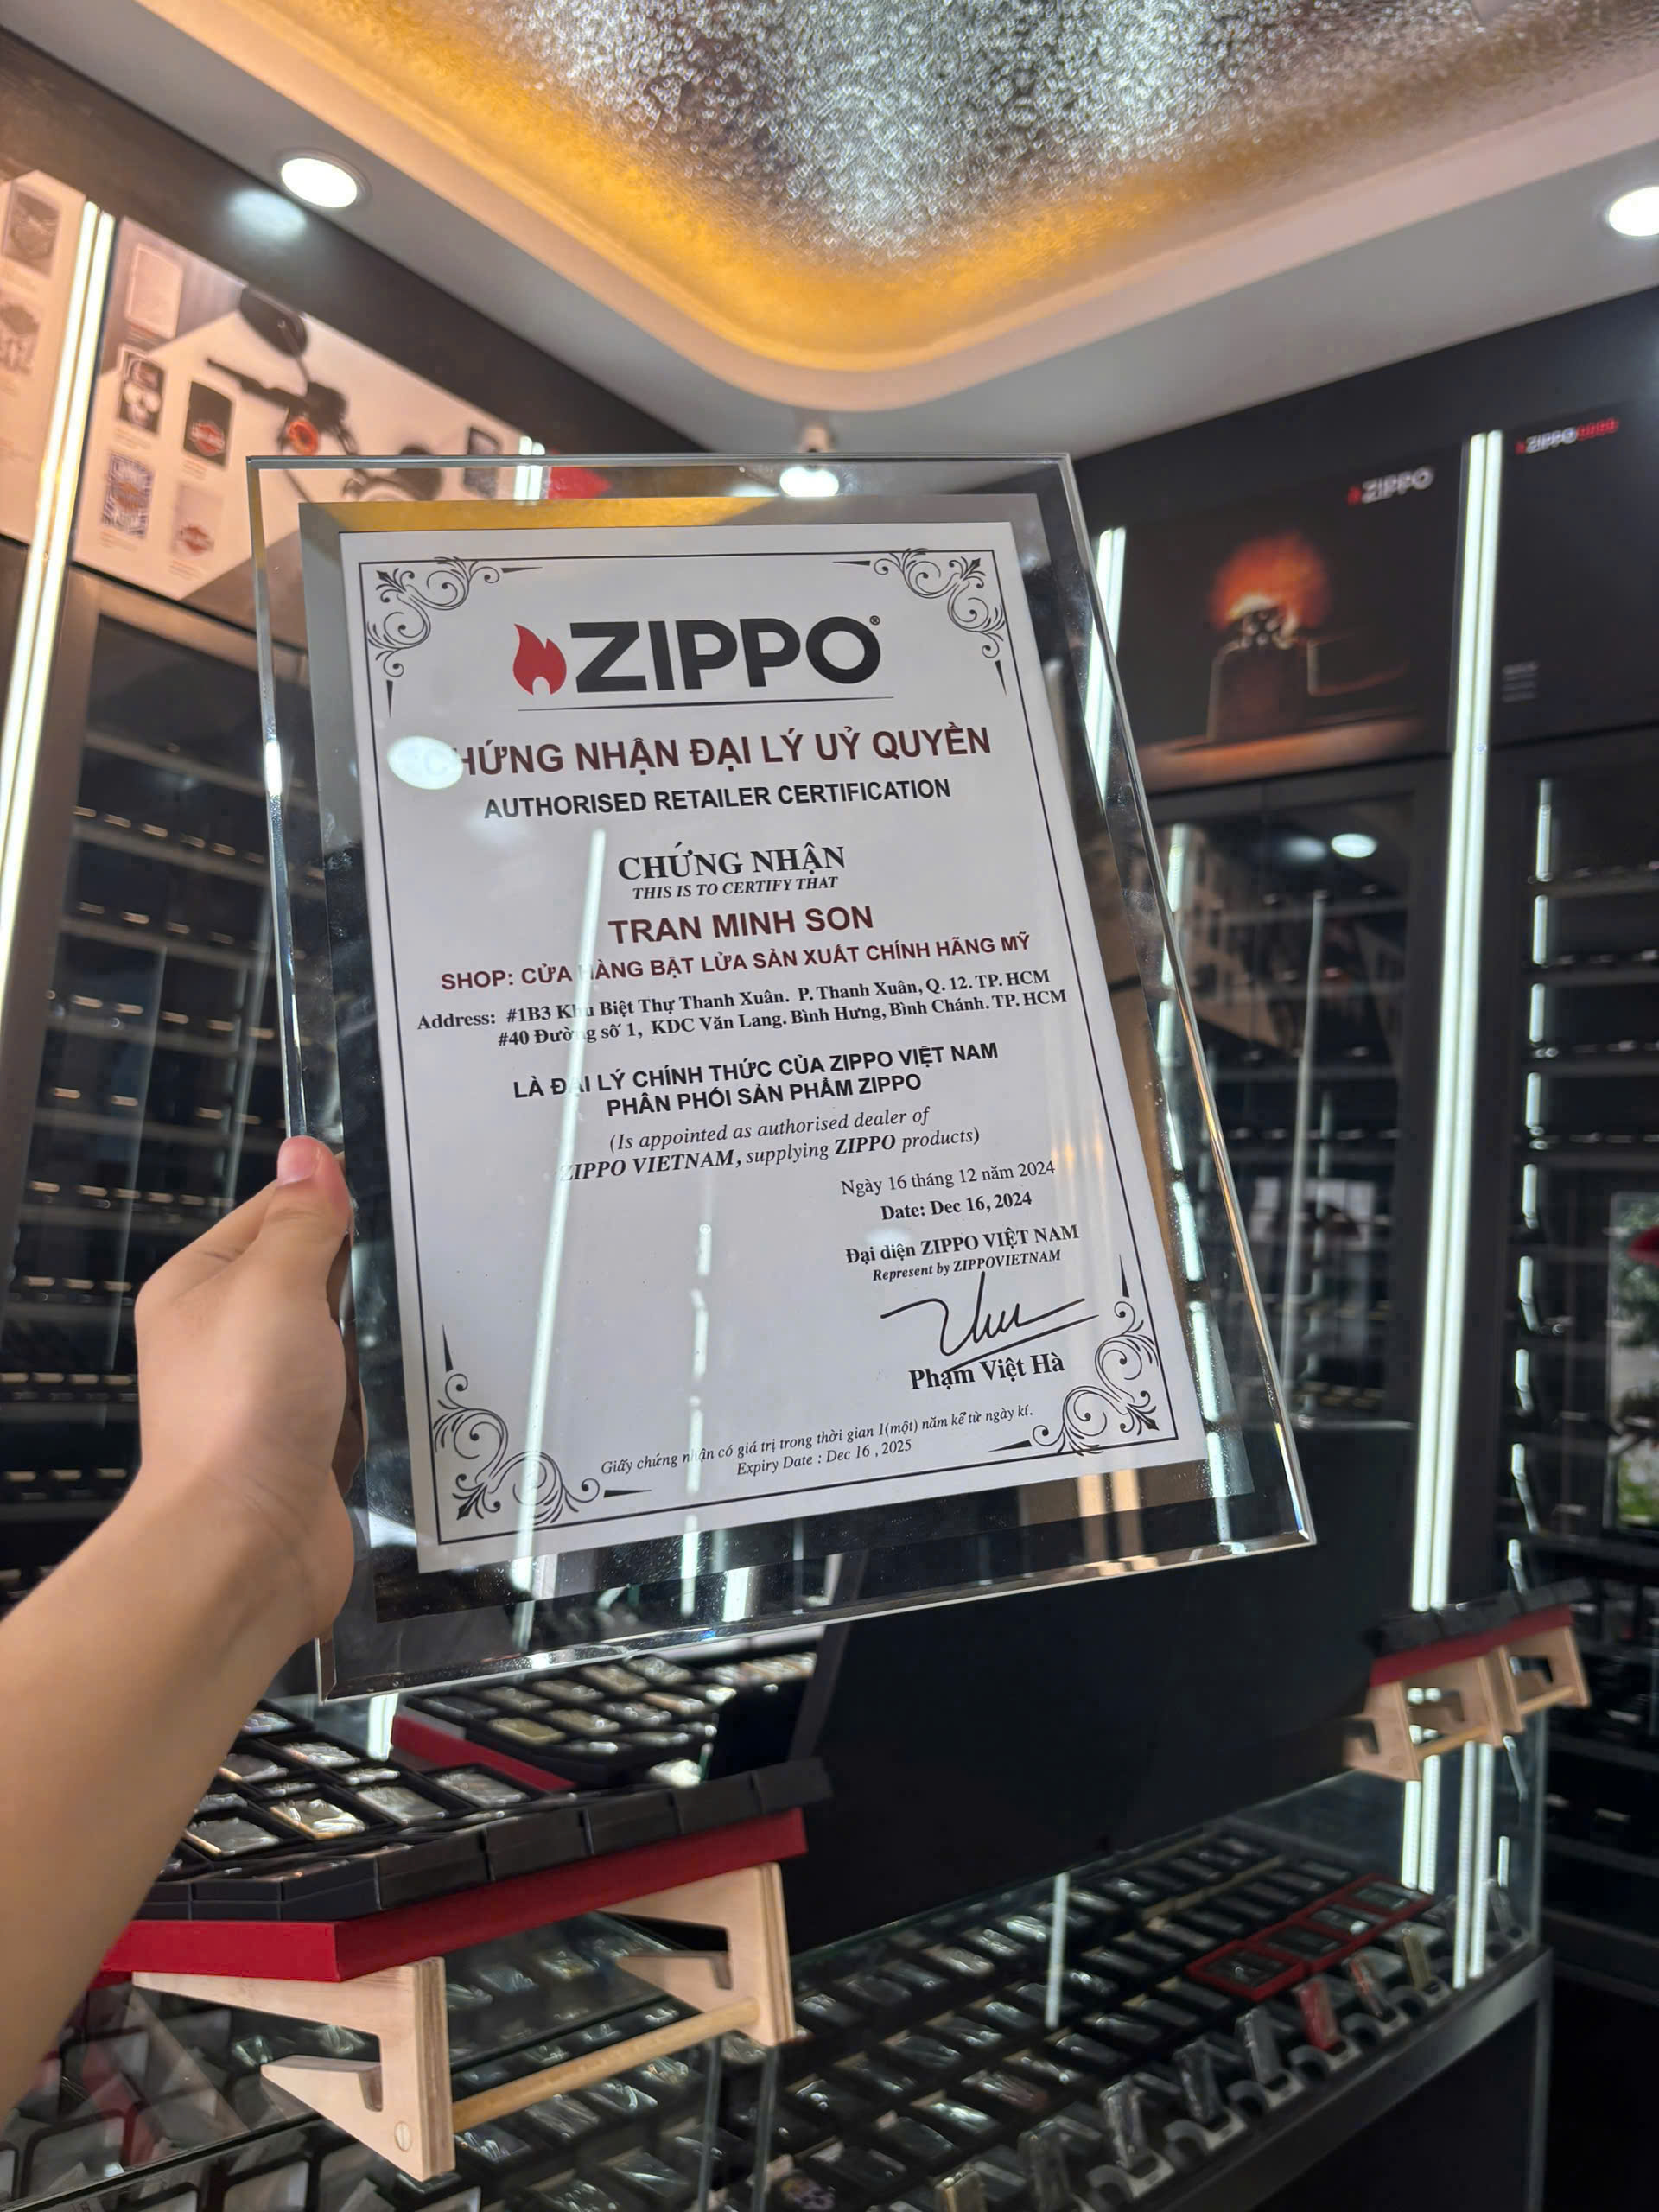 ZIPPO
ZIPPO
ZIPPO®
CHỨNG NHẬN ĐẠI LÝ UỶ QUYỀN
AUTHORISED RETAILER CERTIFICATION
CHỨNG NHẬN
THIS IS TO CERTIFY THAT
TRAN MINH SON
SHOP: CỬA HÀNG BẬT LỬA SẢN XUẤT CHÍNH HÃNG MỸ
Address: #1B3 Khu Biệt Thự Thanh Xuân. P. Thanh Xuân, Q. 12. TP. HCM
#40 Đường số 1, KDC Văn Lang. Bình Hưng, Bình Chánh. TP. HCM
LÀ ĐẠI LÝ CHÍNH THỨC CỦA ZIPPO VIỆT NAM
PHÂN PHỐI SẢN PHẨM ZIPPO
(Is appointed as authorised dealer of
ZIPPO VIETNAM, supplying ZIPPO products)
Ngày 16 tháng 12 năm 2024
Date: Dec 16, 2024
Đại diện ZIPPO VIỆT NAM
Represent by ZIPPOVIETNAM
Phạm Việt Hà
Giấy chứng nhận có giá trị trong thời gian 1(một) năm kể từ ngày kí.
Expiry Date : Dec 16 , 2025